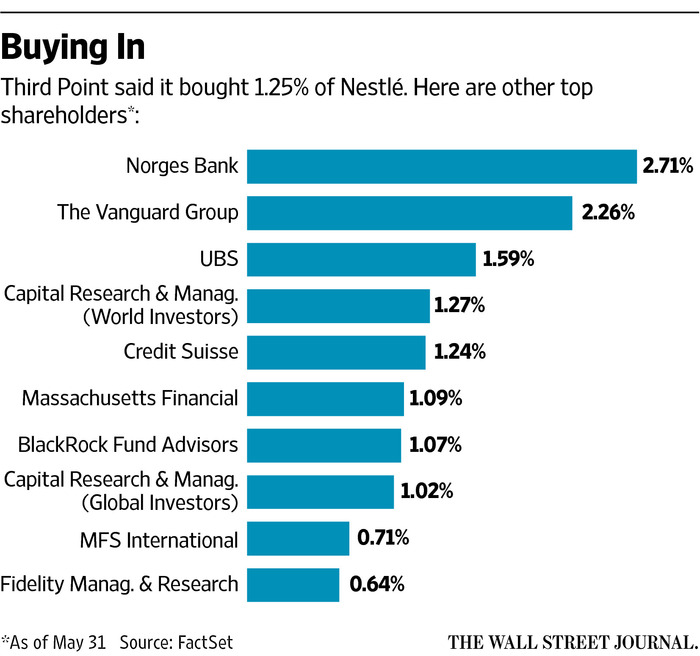 Buying In
Third Point said it bought 1.25% of Nestlé. Here are other top
shareholders*:
Norges Bank 2.71%
The Vanguard Group 2.26%
UBS 1.59%
Capital Research & Manag.
(World Investors) 1.27%
Credit Suisse 1.24%
Massachusetts Financial 1.09%
BlackRock Fund Advisors 1.07%
Capital Research & Manag.
(Global Investors) 1.02%
MFS International 0.71%
Fidelity Manag. & Research 0.64%
*As of May 31 Source: FactSet
THE WALL STREET JOURNAL.